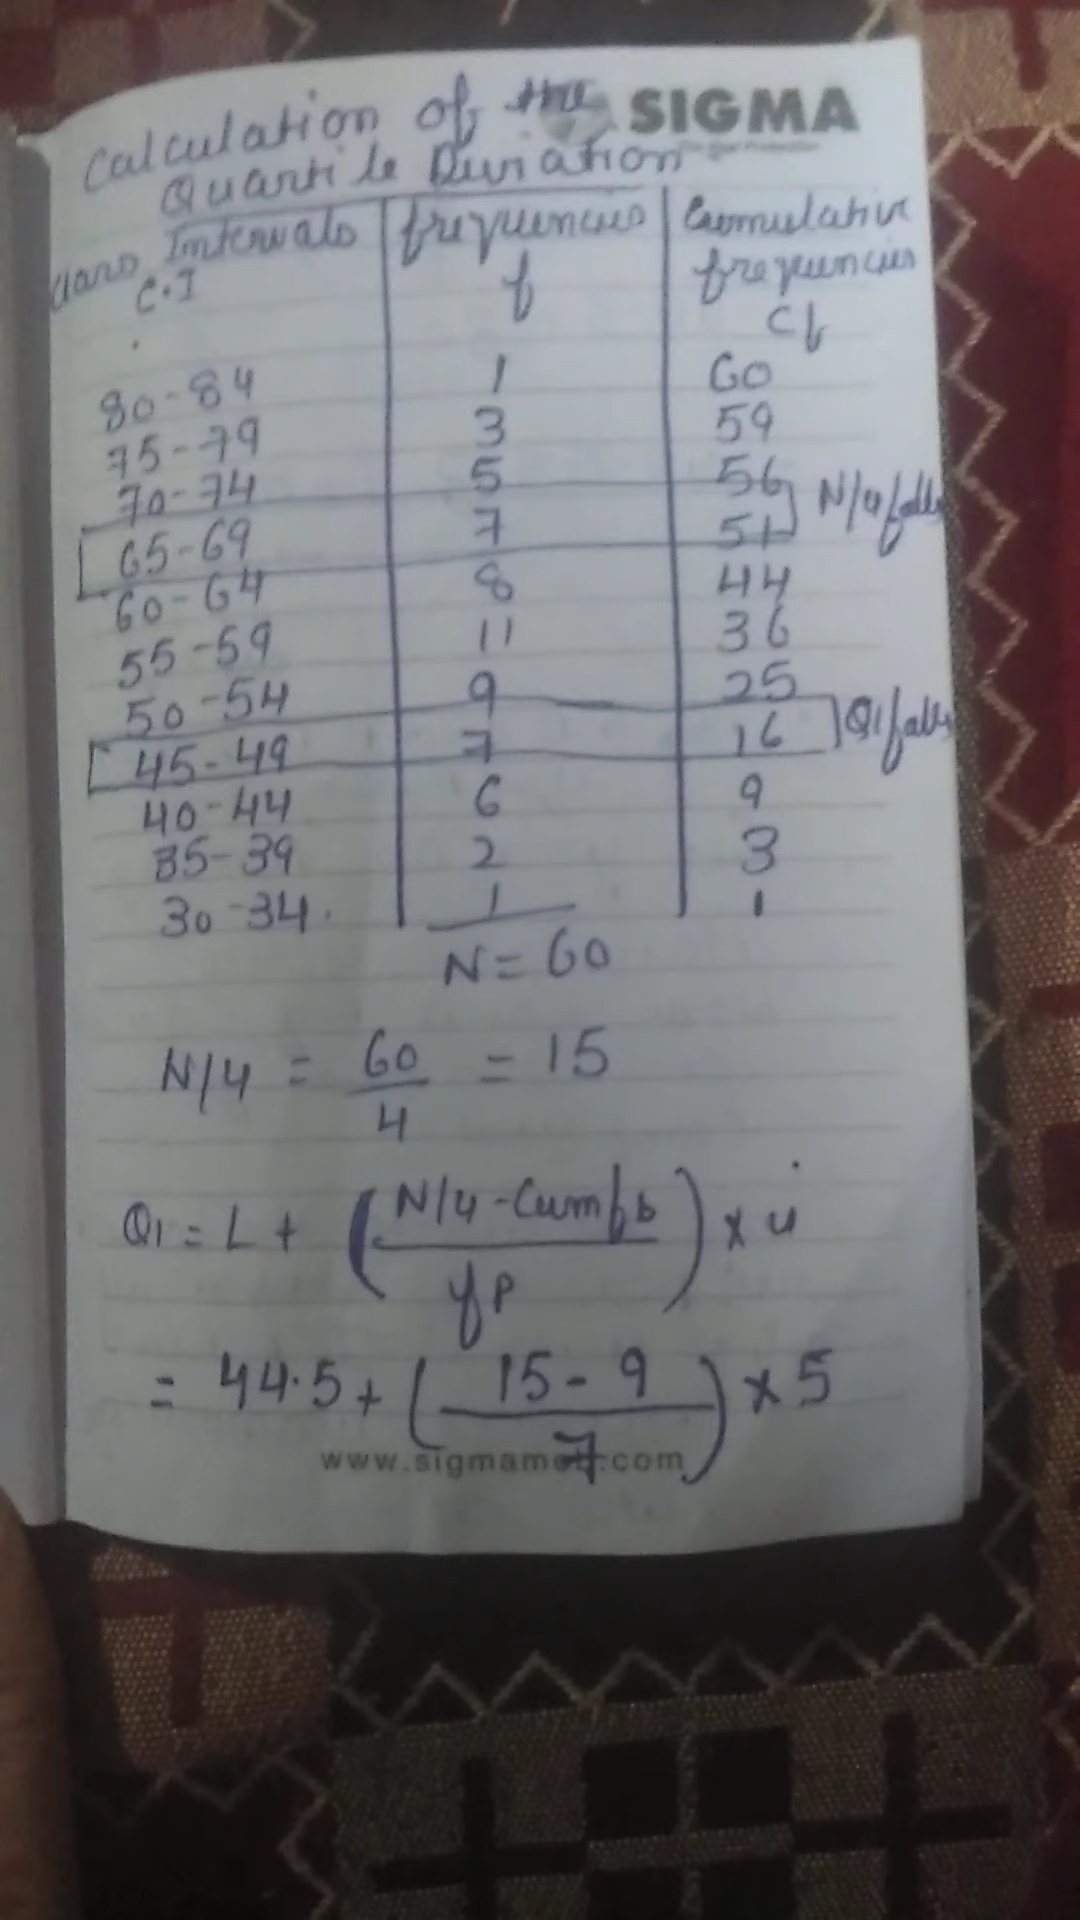 Calculation of the
SIGMA
Quartile Deviation
Class Intervals C.I | frequencies f | Cumulative frequencies Cf
80-84 | 1 | 60
75-79 | 3 | 59
70-74 | 5 | 56
65-69 | 7 | 51 N/4 falls
60-64 | 8 | 44
55-59 | 11 | 36
50-54 | 9 | 25
45-49 | 7 | 16 Q1 falls
40-44 | 6 | 9
35-39 | 2 | 3
30-34. | 1 | 1
N = 60
N/4 = 60/4 = 15
Q1 = L + (N/4 - Cumfb / fp) × i
= 44.5 + (15 - 9 / 7) × 5